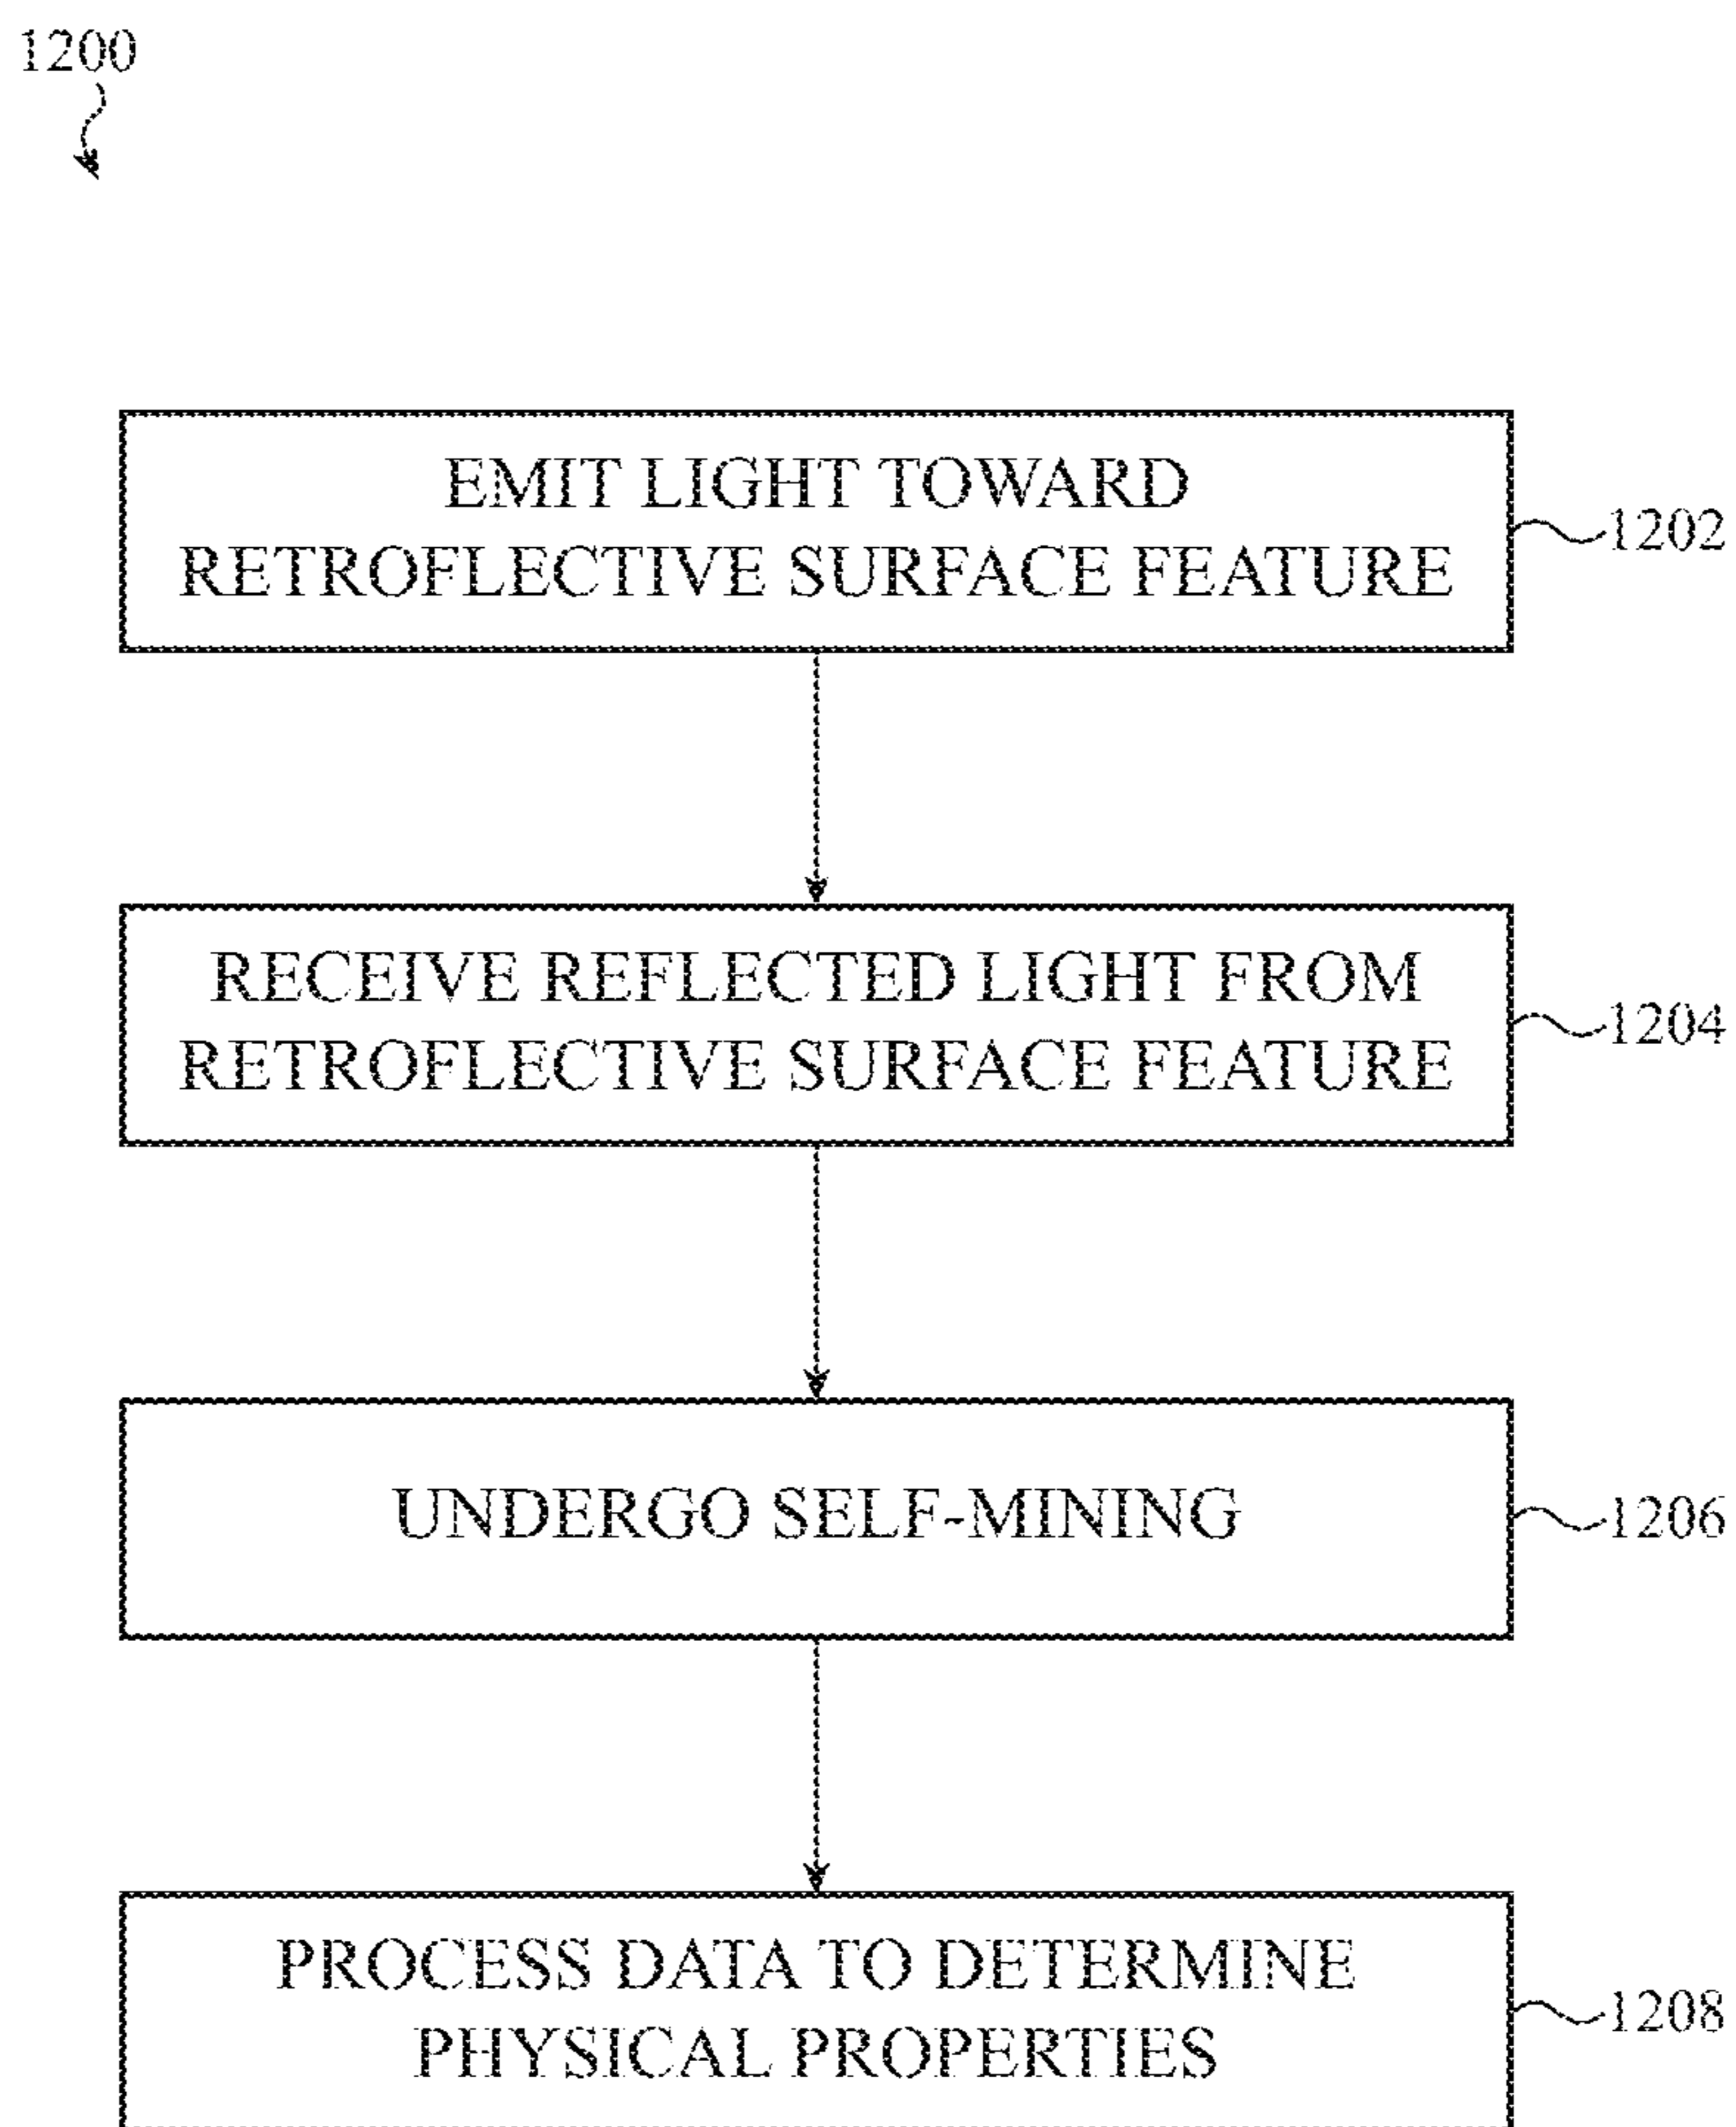 1200
EMIT LIGHT TOWARD
RETROFLECTIVE SURFACE FEATURE
1202
RECEIVE REFLECTED LIGHT FROM
RETROFLECTIVE SURFACE FEATURE
1204
UNDERGO SELF-MINING
1206
PROCESS DATA TO DETERMINE
PHYSICAL PROPERTIES
1208